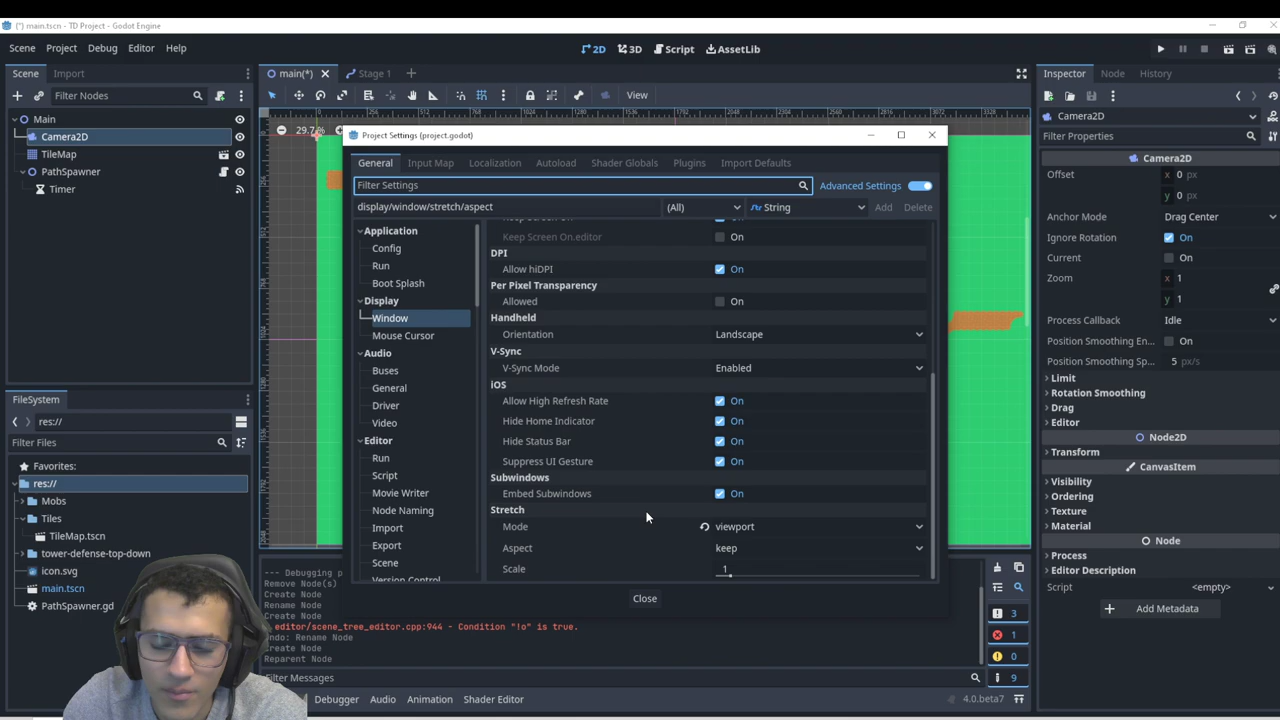 (*) main.tscn - TD Project - Godot Engine
Scene Project Debug Editor Help
2D 3D Script AssetLib
Scene Import
Filter Nodes
Main
Camera2D
TileMap
PathSpawner
Timer
FileSystem
res://
Filter Files
Favorites:
res://
Mobs
Tiles
TileMap.tscn
tower-defense-top-down
icon.svg
main.tscn
PathSpawner.gd
main(*) Stage 1
View
29.7 %
Project Settings (project.godot)
General Input Map Localization Autoload Shader Globals Plugins Import Defaults
Filter Settings
Advanced Settings
display/window/stretch/aspect (All) String Add Delete
Application
Config
Run
Boot Splash
Display
Window
Mouse Cursor
Audio
Buses
General
Driver
Video
Editor
Run
Script
Movie Writer
Node Naming
Import
Export
Scene
Version Control
Keep Screen On.editor On
DPI
Allow hiDPI On
Per Pixel Transparency
Allowed On
Handheld
Orientation Landscape
V-Sync
V-Sync Mode Enabled
iOS
Allow High Refresh Rate On
Hide Home Indicator On
Hide Status Bar On
Suppress UI Gesture On
Subwindows
Embed Subwindows On
Stretch
Mode viewport
Aspect keep
Scale 1
Close
--- Debugging p
Remove Node(s)
Create Node
Rename Node
Create Node
editor/scene_tree_editor.cpp:944 - Condition "!o" is true.
Undo: Rename Node
Create Node
Reparent Node
Filter Messages
3
1
0
9
Debugger Audio Animation Shader Editor 4.0.beta7
Inspector Node History
Camera2D
Filter Properties
Camera2D
Offset x 0 px
y 0 px
Anchor Mode Drag Center
Ignore Rotation On
Current On
Zoom x 1
y 1
Process Callback Idle
Position Smoothing En... On
Position Smoothing Sp... 5 px/s
Limit
Rotation Smoothing
Drag
Editor
Node2D
Transform
CanvasItem
Visibility
Ordering
Texture
Material
Node
Process
Editor Description
Script <empty>
Add Metadata